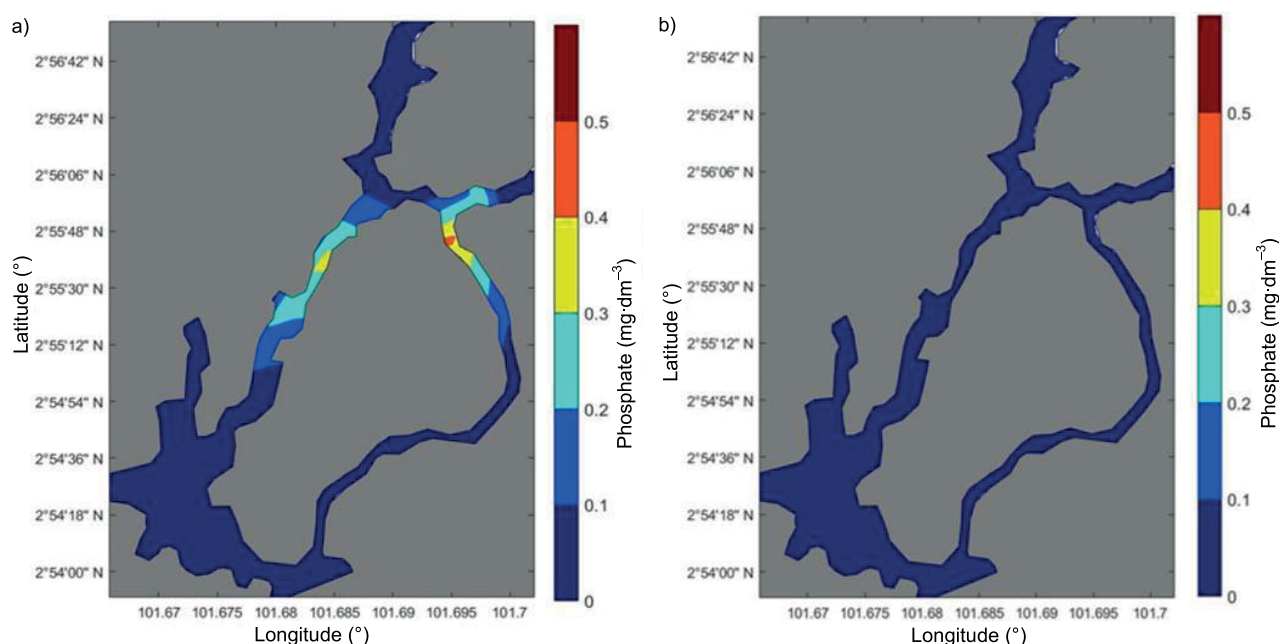 a)
2°56'42" N
2°56'24" N
2°56'06" N
2°55'48" N
2°55'30" N
2°55'12" N
2°54'54" N
2°54'36" N
2°54'18" N
2°54'00" N
Latitude (°)
101.67 101.675 101.68 101.685 101.69 101.695 101.7
Longitude (°)
0.5
0.4
0.3
0.2
0.1
0
Phosphate (mg·dm⁻³)
b)
2°56'42" N
2°56'24" N
2°56'06" N
2°55'48" N
2°55'30" N
2°55'12" N
2°54'54" N
2°54'36" N
2°54'18" N
2°54'00" N
Latitude (°)
101.67 101.675 101.68 101.685 101.69 101.695 101.7
Longitude (°)
0.5
0.4
0.3
0.2
0.1
0
Phosphate (mg·dm⁻³)